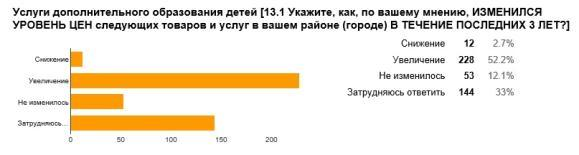 Услуги дополнительного образования детей [13.1 Укажите, как, по вашему мнению, ИЗМЕНИЛСЯ
УРОВЕНЬ ЦЕН следующих товаров и услуг в вашем районе (городе) В ТЕЧЕНИЕ ПОСЛЕДНИХ 3 ЛЕТ?]
Снижение
Увеличение
Не изменилось
Затрудняюсь...
0 50 100 150 200
Снижение 12 2.7%
Увеличение 228 52.2%
Не изменилось 53 12.1%
Затрудняюсь ответить 144 33%